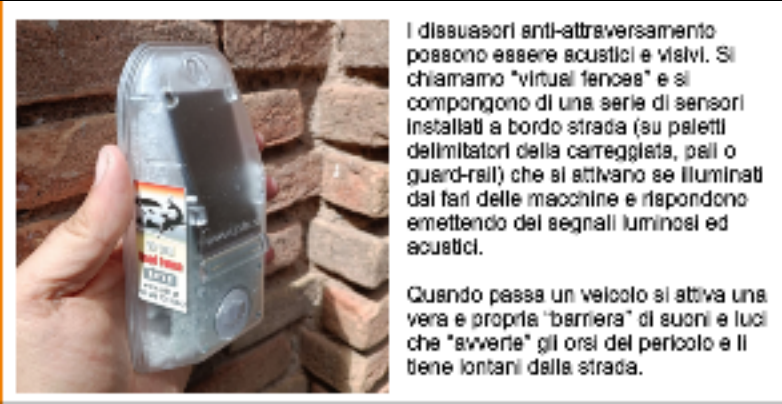 I dissuasori anti-attraversamento
possono essere acustici e visivi. Si
chiamamo "virtual fences" e si
compongono di una serie di sensori
installati a bordo strada (su paletti
delimitatori della carreggiata, pali o
guard-rail) che si attivano se illuminati
dai fari delle macchine e rispondono
emettendo dei segnali luminosi ed
acustici.
Quando passa un veicolo si attiva una
vera e propria "barriera" di suoni e luci
che "avverte" gli orsi del pericolo e li
tiene lontani dalla strada.